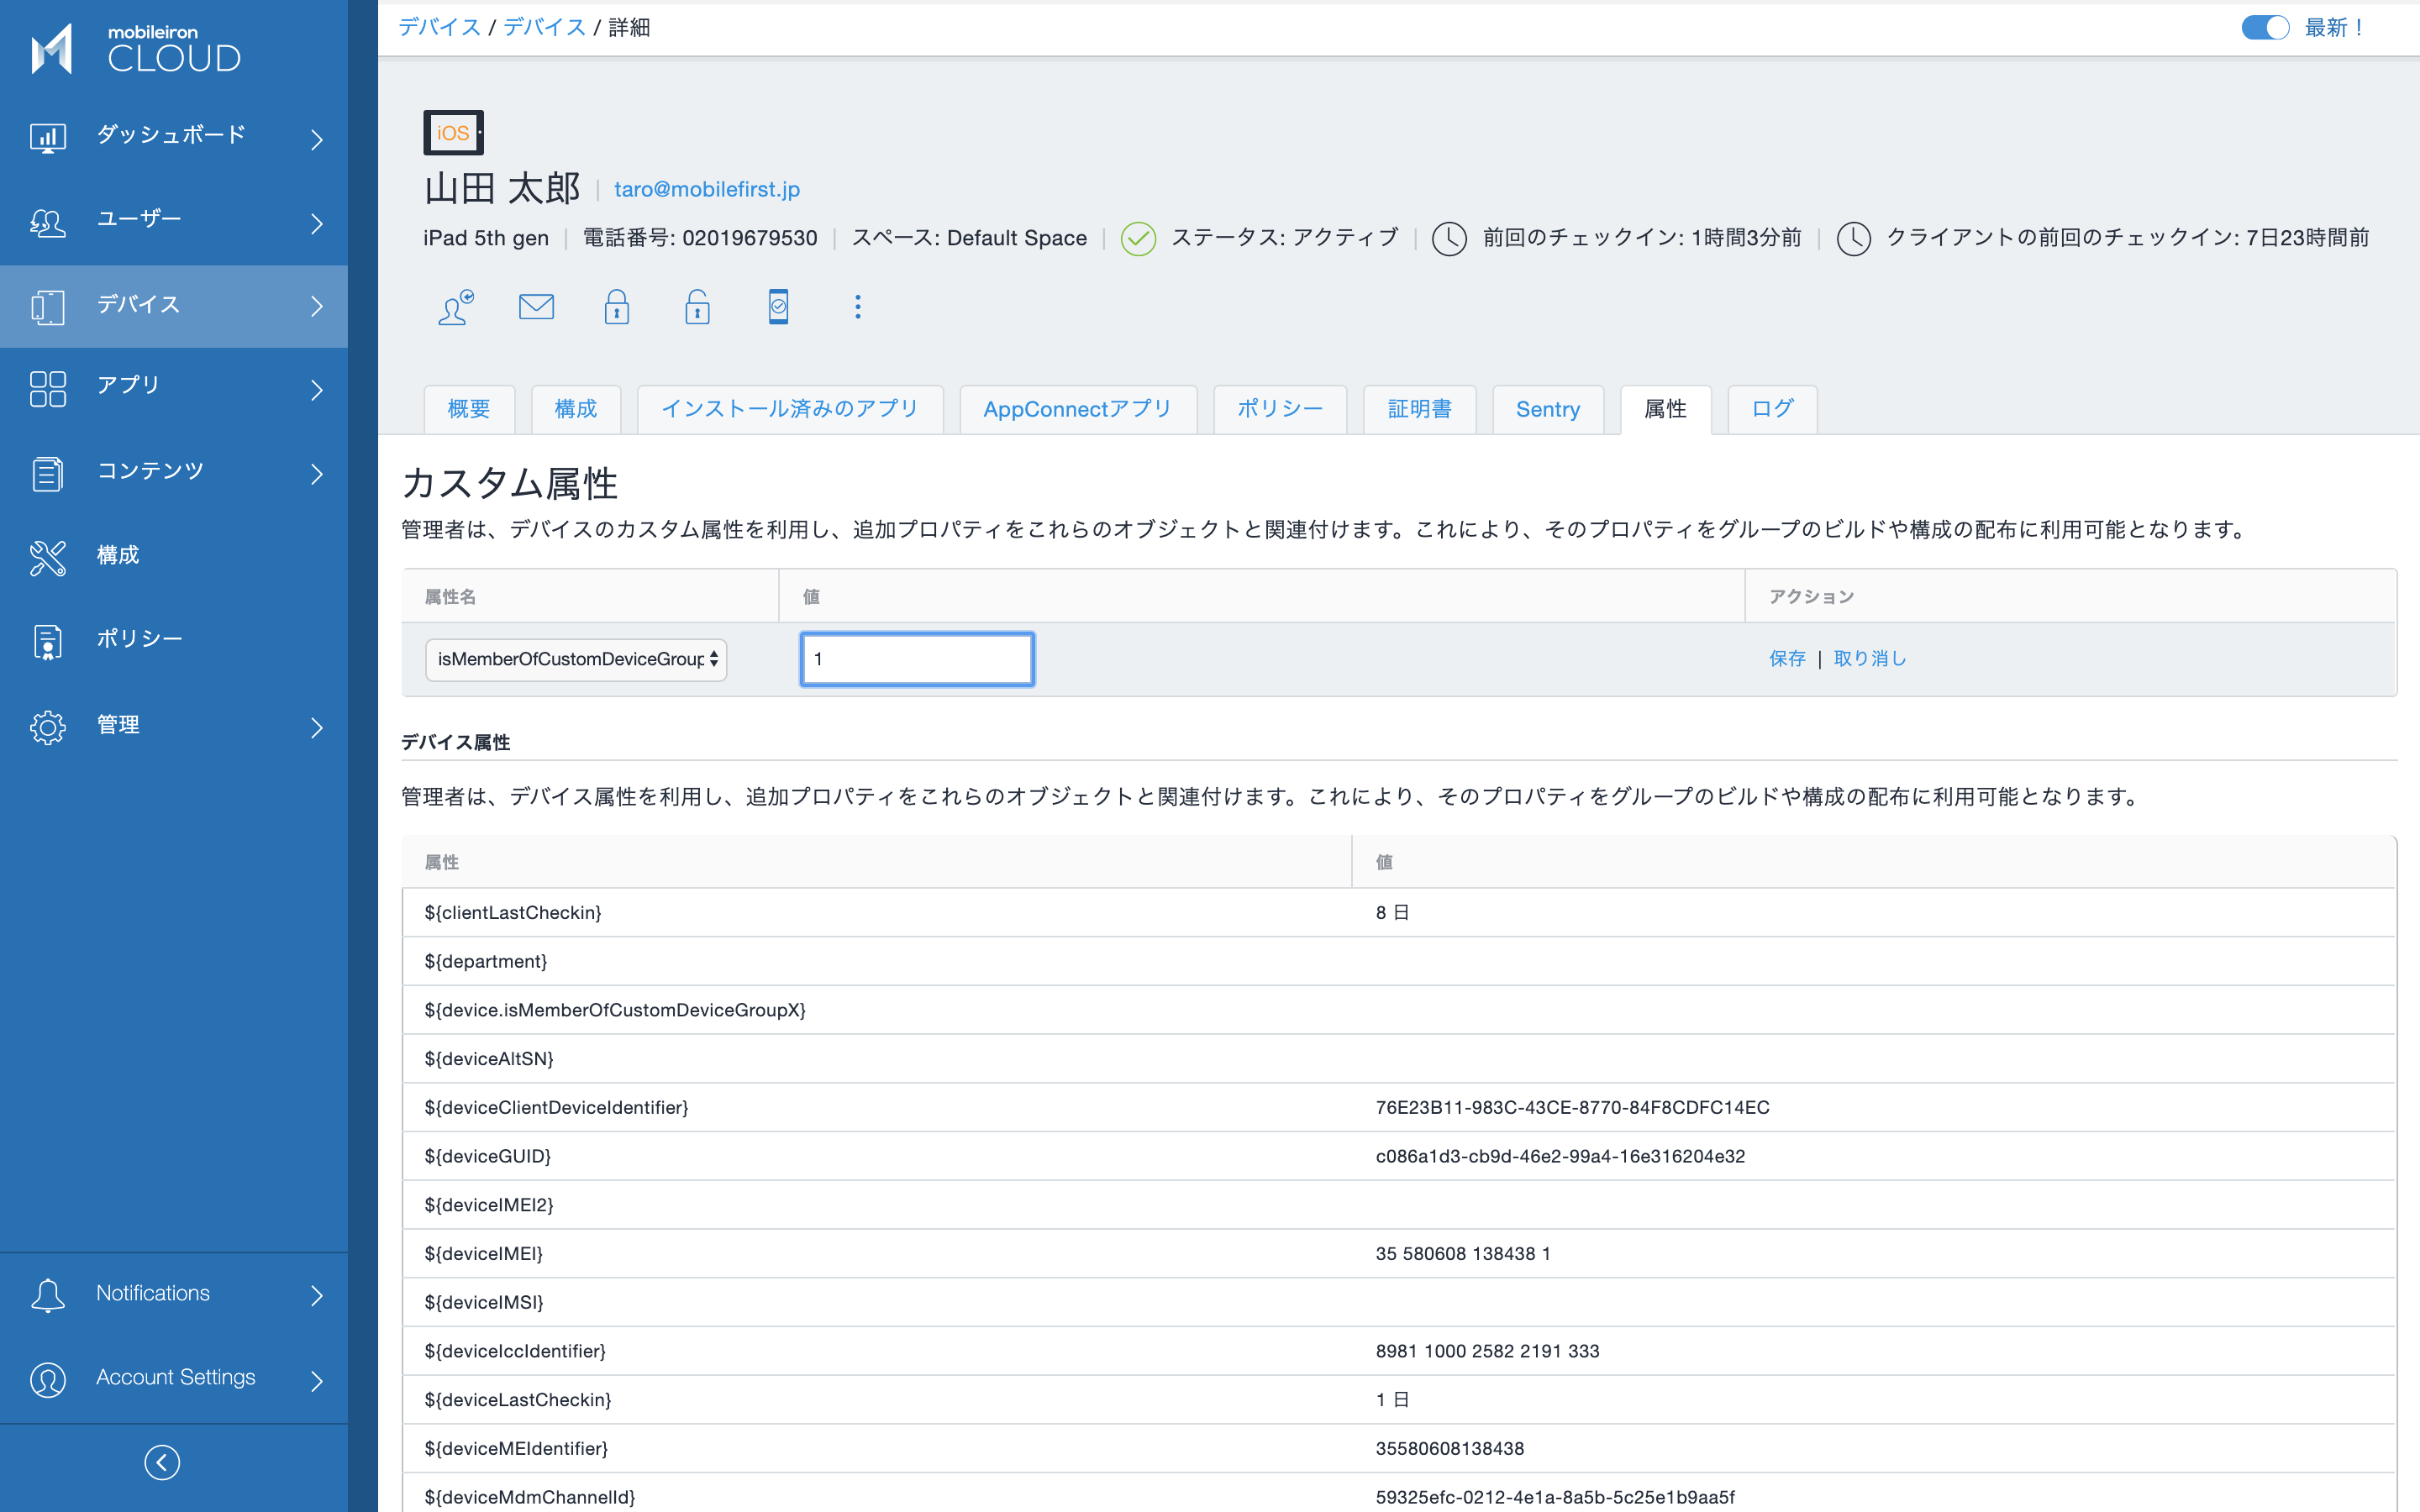 mobileiron
CLOUD
ダッシュボード
ユーザー
デバイス
アプリ
コンテンツ
構成
ポリシー
管理
Notifications
Account Settings
デバイス / デバイス / 詳細
最新！
iOS
山田 太郎 | taro@mobilefirst.jp
iPad 5th gen | 電話番号: 02019679530 | スペース: Default Space | ステータス: アクティブ | 前回のチェックイン: 1時間3分前 | クライアントの前回のチェックイン: 7日23時間前
概要 構成 インストール済みのアプリ AppConnectアプリ ポリシー 証明書 Sentry 属性 ログ
カスタム属性
管理者は、デバイスのカスタム属性を利用し、追加プロパティをこれらのオブジェクトと関連付けます。これにより、そのプロパティをグループのビルドや構成の配布に利用可能となります。
属性名 値 アクション
isMemberOfCustomDeviceGroup 1 保存 | 取り消し
デバイス属性
管理者は、デバイス属性を利用し、追加プロパティをこれらのオブジェクトと関連付けます。これにより、そのプロパティをグループのビルドや構成の配布に利用可能となります。
属性 値
${clientLastCheckin} 8 日
${department}
${device.isMemberOfCustomDeviceGroupX}
${deviceAltSN}
${deviceClientDeviceIdentifier} 76E23B11-983C-43CE-8770-84F8CDFC14EC
${deviceGUID} c086a1d3-cb9d-46e2-99a4-16e316204e32
${deviceIMEI2}
${deviceIMEI} 35 580608 138438 1
${deviceIMSI}
${deviceIccIdentifier} 8981 1000 2582 2191 333
${deviceLastCheckin} 1 日
${deviceMEIdentifier} 35580608138438
${deviceMdmChannelId} 59325efc-0212-4e1a-8a5b-5c25e1b9aa5f